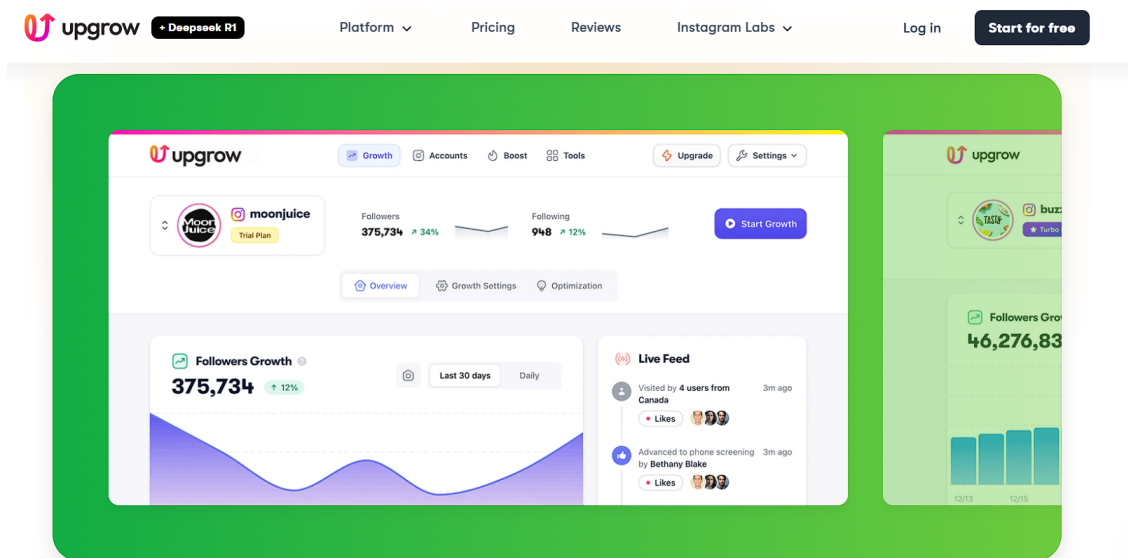 upgrow + Deepseek R1 Platform Pricing Reviews Instagram Labs Log in Start for free
upgrow Growth Accounts Boost Tools Upgrade Settings
Moon Juice
moonjuice
Trial Plan
Followers
375,734 34%
Following
948 12%
Start Growth
Overview Growth Settings Optimization
Followers Growth
375,734 12%
Last 30 days Daily
Live Feed
Visited by 4 users from 3m ago
Canada
Likes
Advanced to phone screening 3m ago
by Bethany Blake
Likes
upgrow
TASTY
buzz
Turbo
Followers Grow
46,276,83
12/13 12/15